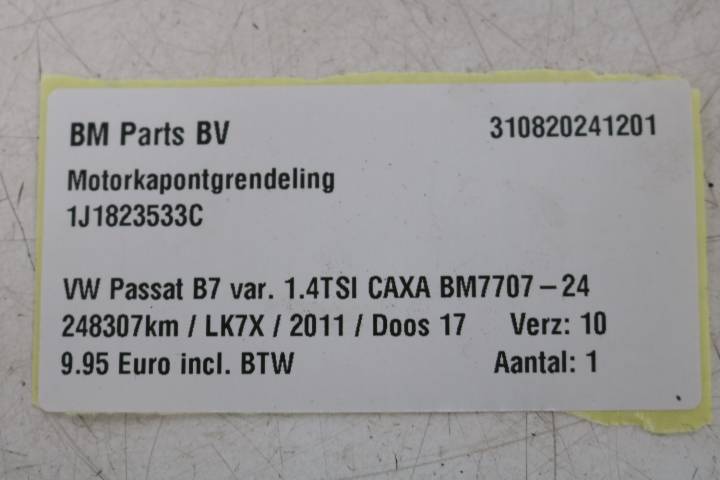 BM Parts BV 310820241201
Motorkapontgrendeling
1J1823533C
VW Passat B7 var. 1.4TSI CAXA BM7707-24
248307km / LK7X / 2011 / Doos 17 Verz: 10
9.95 Euro incl. BTW Aantal: 1